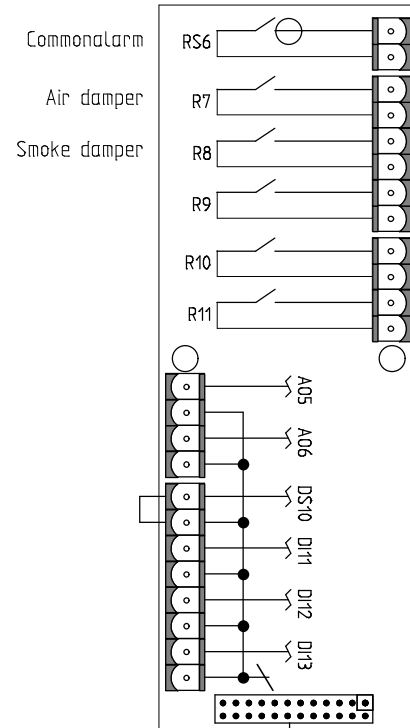 Commonalarm RS6
Air damper R7
Smoke damper R8
R9
R10
R11
AO5
AO6
DS10
DI11
DI12
DI13